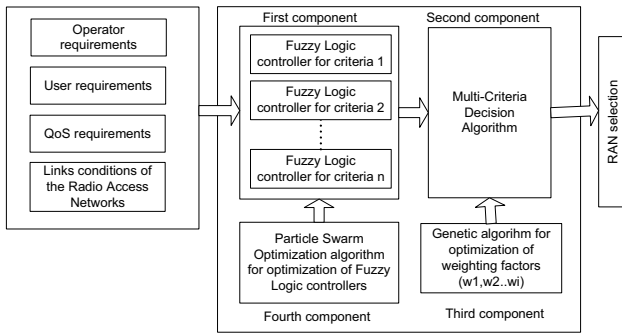 Operator
requirements
User requirements
QoS requirements
Links conditions of
the Radio Access
Networks
First component
Fuzzy Logic
controller for criteria 1
Fuzzy Logic
controller for criteria 2
Fuzzy Logic
controller for criteria n
Particle Swarm
Optimization algorithm
for optimization of Fuzzy
Logic controllers
Fourth component
Second component
Multi-Criteria
Decision
Algorithm
Genetic algorihm for
optimization of
weighting factors
(w1,w2..wi)
Third component
RAN selection